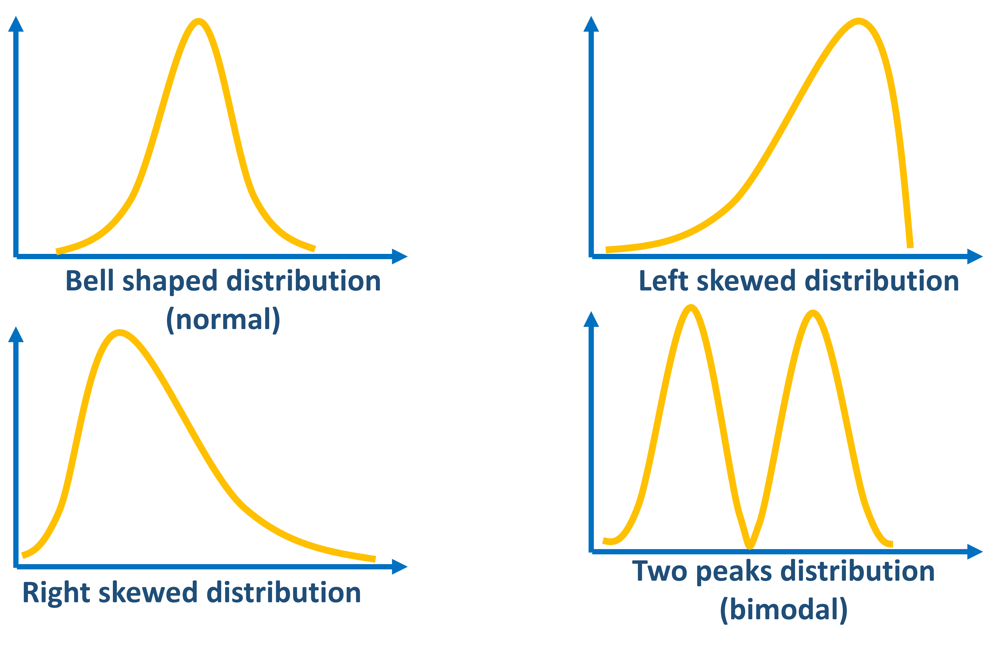 Bell shaped distribution
(normal)
Left skewed distribution
Right skewed distribution
Two peaks distribution
(bimodal)